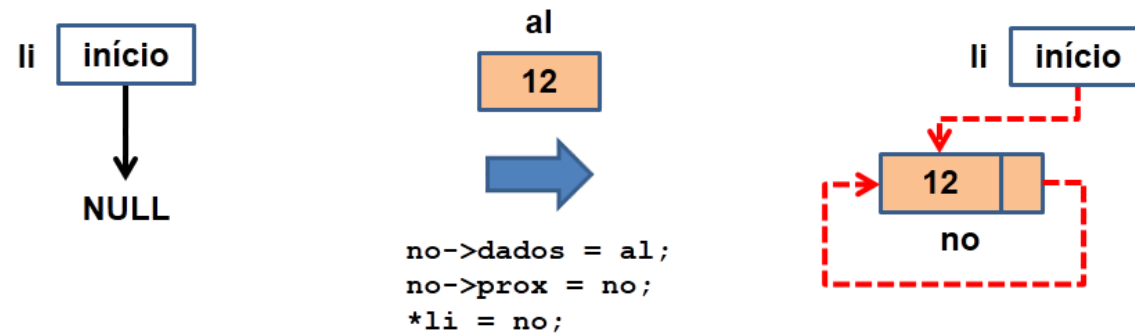 li início
NULL
al
12
no->dados = al;
no->prox = no;
*li = no;
li início
12
no